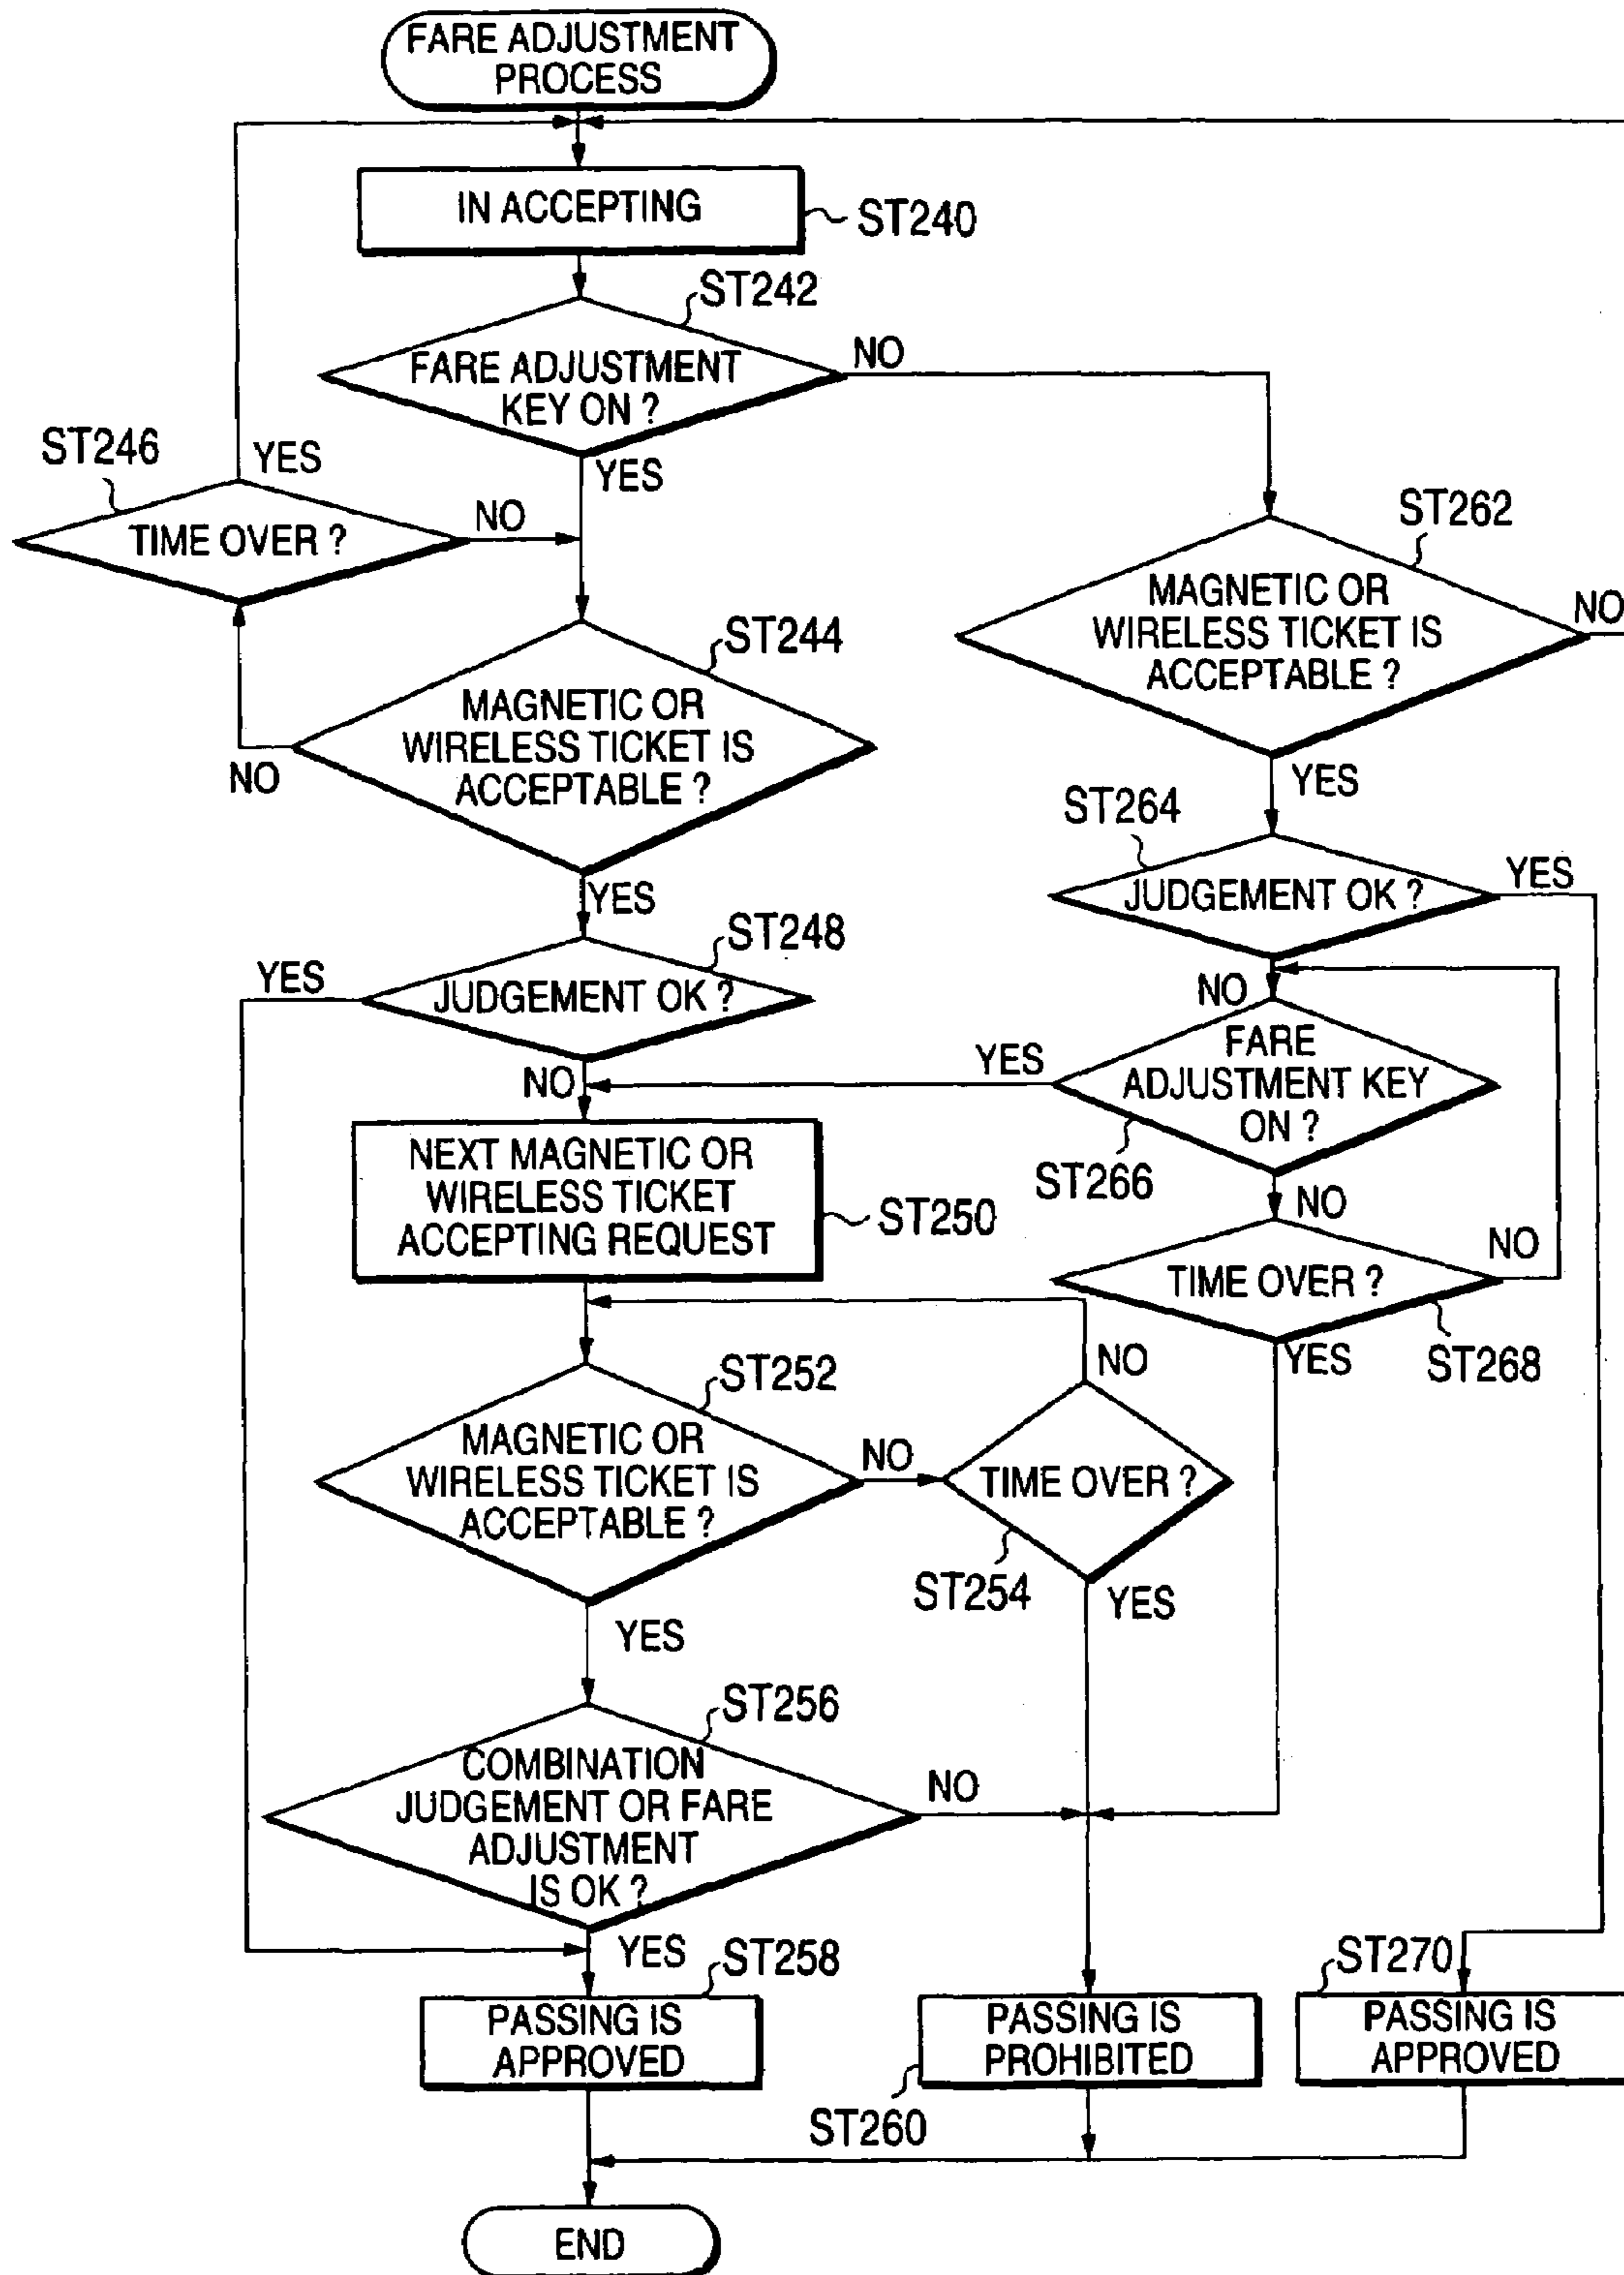 FARE ADJUSTMENT
PROCESS
IN ACCEPTING
ST240
ST242
FARE ADJUSTMENT
KEY ON ?
NO
YES
ST246
YES
TIME OVER ?
NO
ST262
MAGNETIC OR
WIRELESS TICKET IS
ACCEPTABLE ?
NO
YES
ST244
MAGNETIC OR
WIRELESS TICKET IS
ACCEPTABLE ?
NO
YES
ST264
JUDGEMENT OK ?
YES
NO
ST248
YES
JUDGEMENT OK ?
NO
YES
FARE
ADJUSTMENT KEY
ON ?
ST266
NO
NEXT MAGNETIC OR
WIRELESS TICKET
ACCEPTING REQUEST
ST250
TIME OVER ?
NO
YES
ST268
ST252
MAGNETIC OR
WIRELESS TICKET IS
ACCEPTABLE ?
NO
NO
TIME OVER ?
ST254
YES
YES
ST256
COMBINATION
JUDGEMENT OR FARE
ADJUSTMENT
IS OK ?
NO
YES
ST258
PASSING IS
APPROVED
PASSING IS
PROHIBITED
ST260
ST270
PASSING IS
APPROVED
END